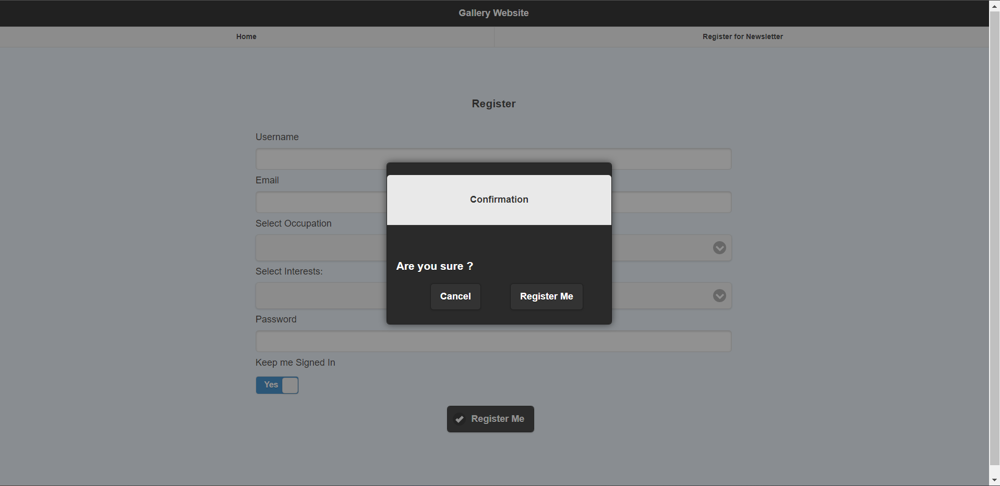 Gallery Website
Home
Register for Newsletter
Register
Username
Email
Select Occupation
Select Interests:
Password
Keep me Signed In
Yes
Register Me
Confirmation
Are you sure ?
Cancel
Register Me